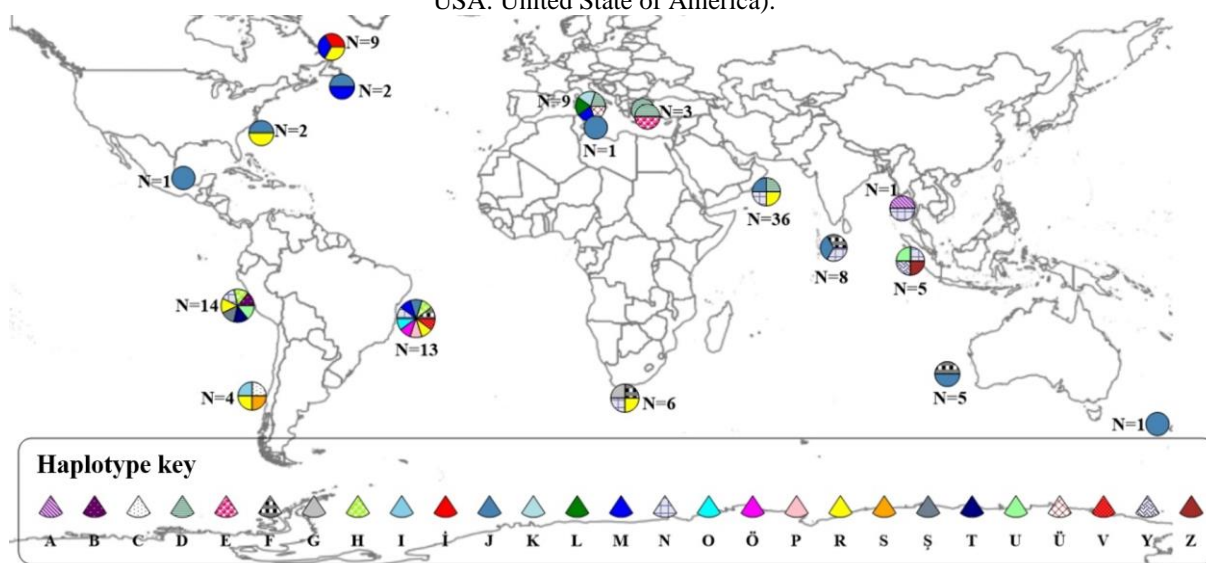 USA: United State of America).
N=9
N=2
N=2
N=1
N=9
N=3
N=1
N=36
N=1
N=8
N=5
N=14
N=13
N=4
N=6
N=5
N=1
Haplotype key
A B C D E F G H I İ J K L M N O Ö P R S Ş T U Ü V Y Z